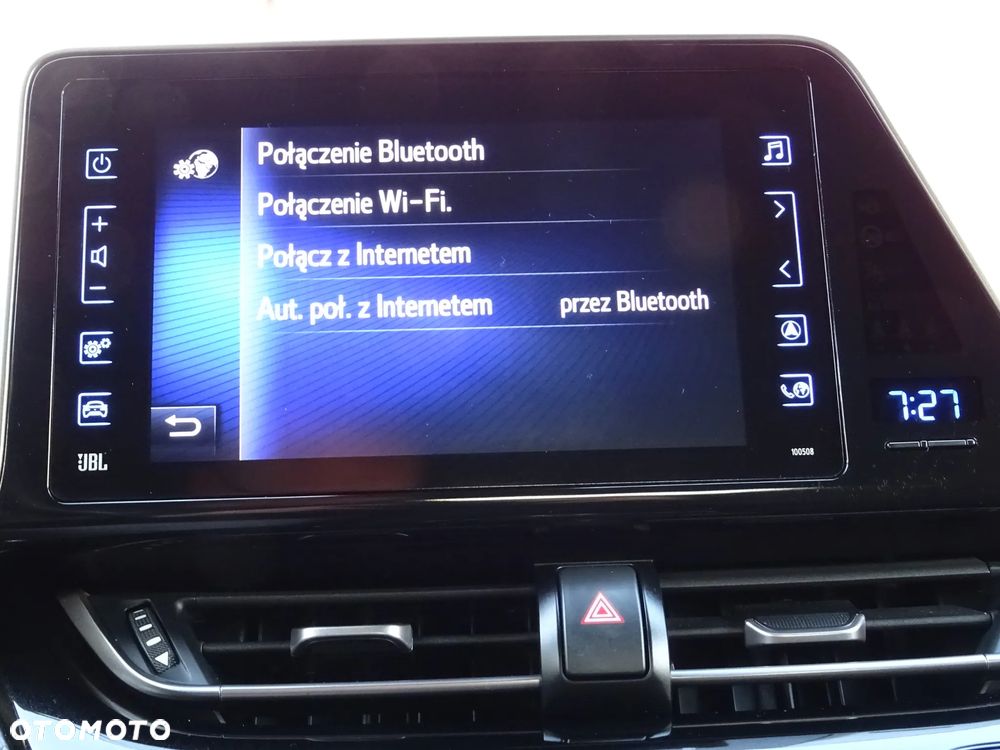 Połączenie Bluetooth
Połączenie Wi-Fi.
Połącz z Internetem
Aut. poł. z Internetem przez Bluetooth
7:27
JBL
100508
OTOMOTO